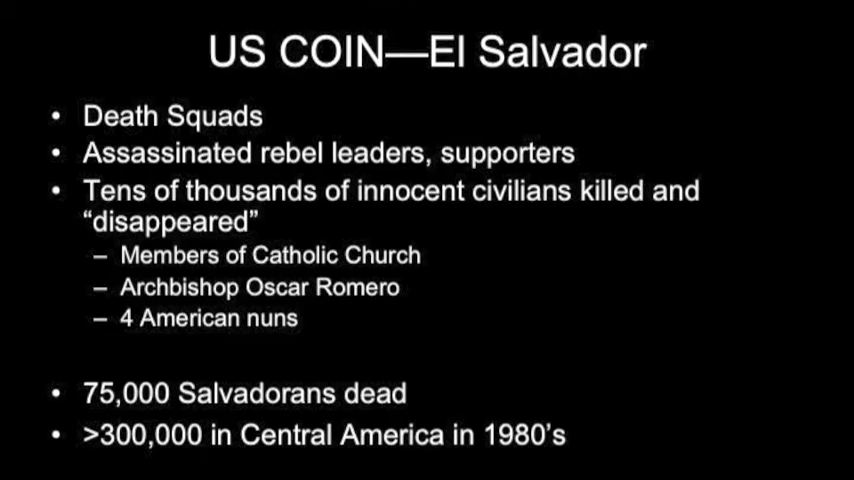 US COIN—El Salvador
• Death Squads
• Assassinated rebel leaders, supporters
• Tens of thousands of innocent civilians killed and
“disappeared”
– Members of Catholic Church
– Archbishop Oscar Romero
– 4 American nuns
• 75,000 Salvadorans dead
• >300,000 in Central America in 1980’s